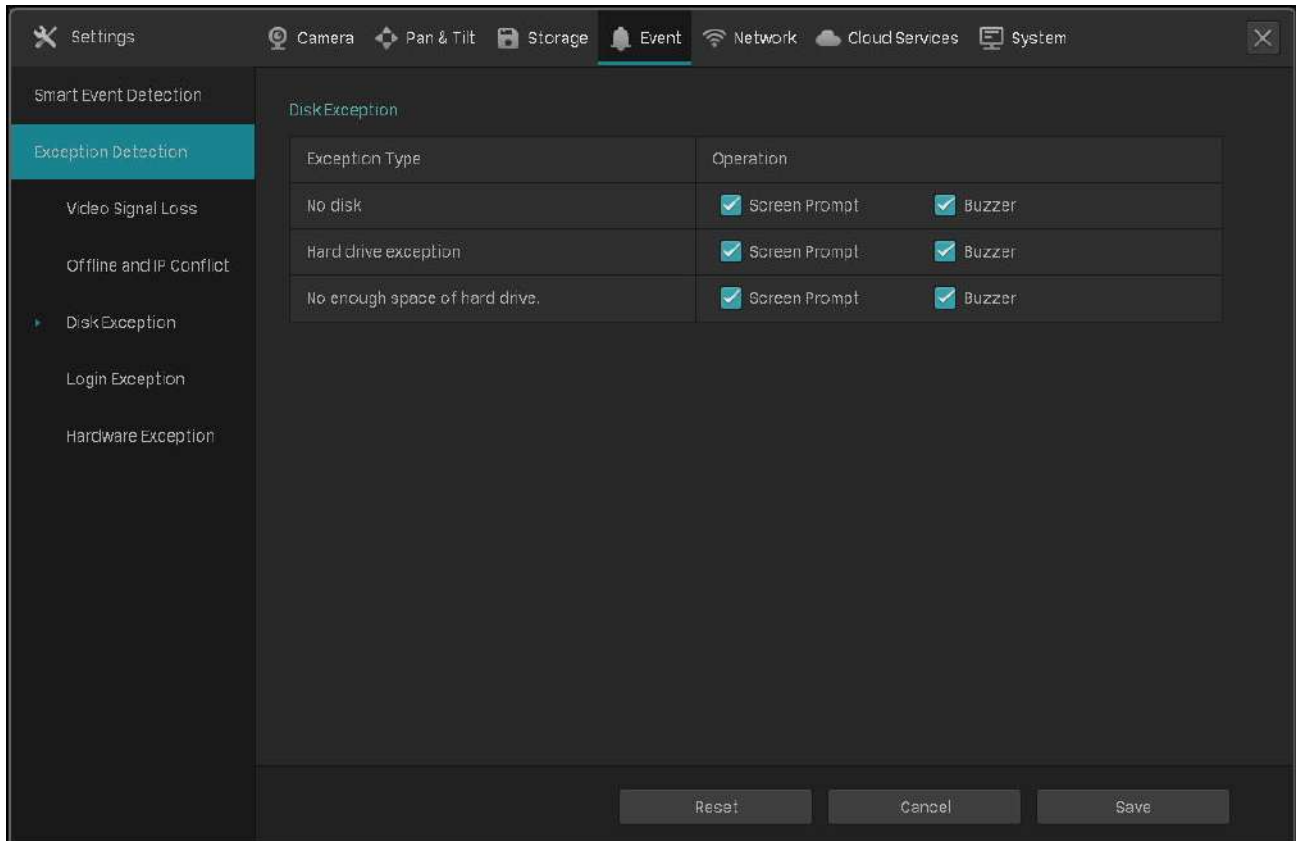 Settings
Camera Pan & Tilt Storage Event Network Cloud Services System
Smart Event Detection
Exception Detection
Video Signal Loss
Offline and IP Conflict
Disk Exception
Login Exception
Hardware Exception
Disk Exception
Exception Type Operation
No disk Screen Prompt Buzzer
Hard drive exception Screen Prompt Buzzer
No enough space of hard drive. Screen Prompt Buzzer
Reset Cancel Save